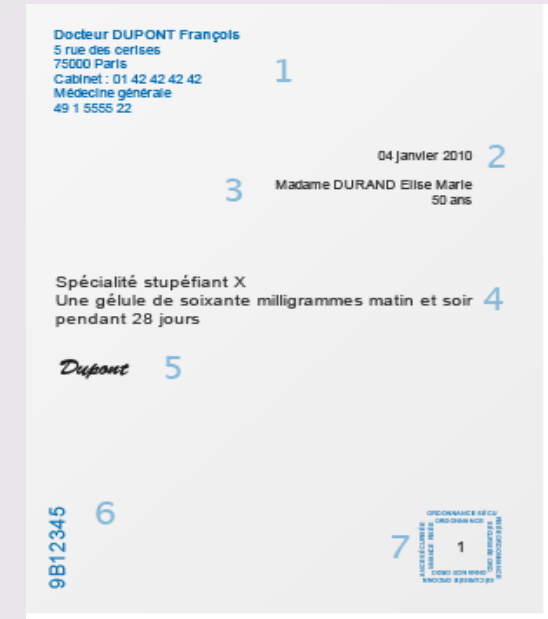 Docteur DUPONT François
5 rue des cerises
75000 Paris
Cabinet : 01 42 42 42 42
Médecine générale
49 1 5555 22
1
04 janvier 2010 2
3 Madame DURAND Elise Marie
50 ans
Spécialité stupéfiant X
Une gélule de soixante milligrammes matin et soir 4
pendant 28 jours
Dupont 5
9B12345 6
7
ORDONNANCE SÉCU
1